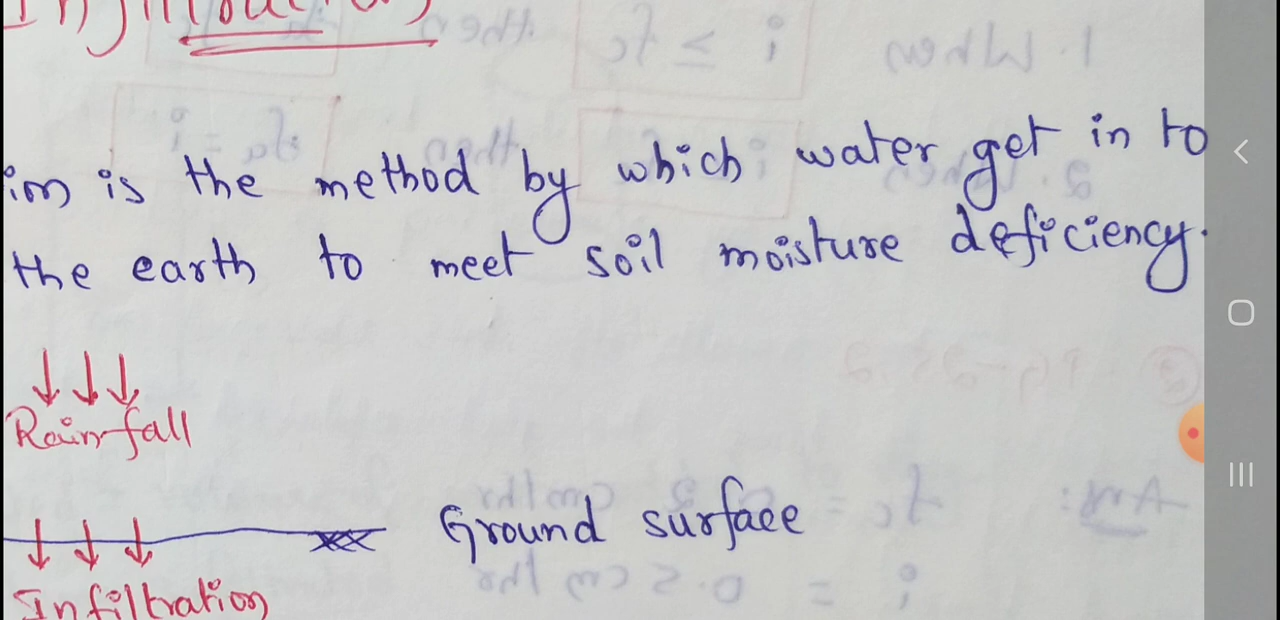 is the method by which water get in to
the earth to meet soil moisture deficiency.
Rainfall
Ground surface
Infiltration